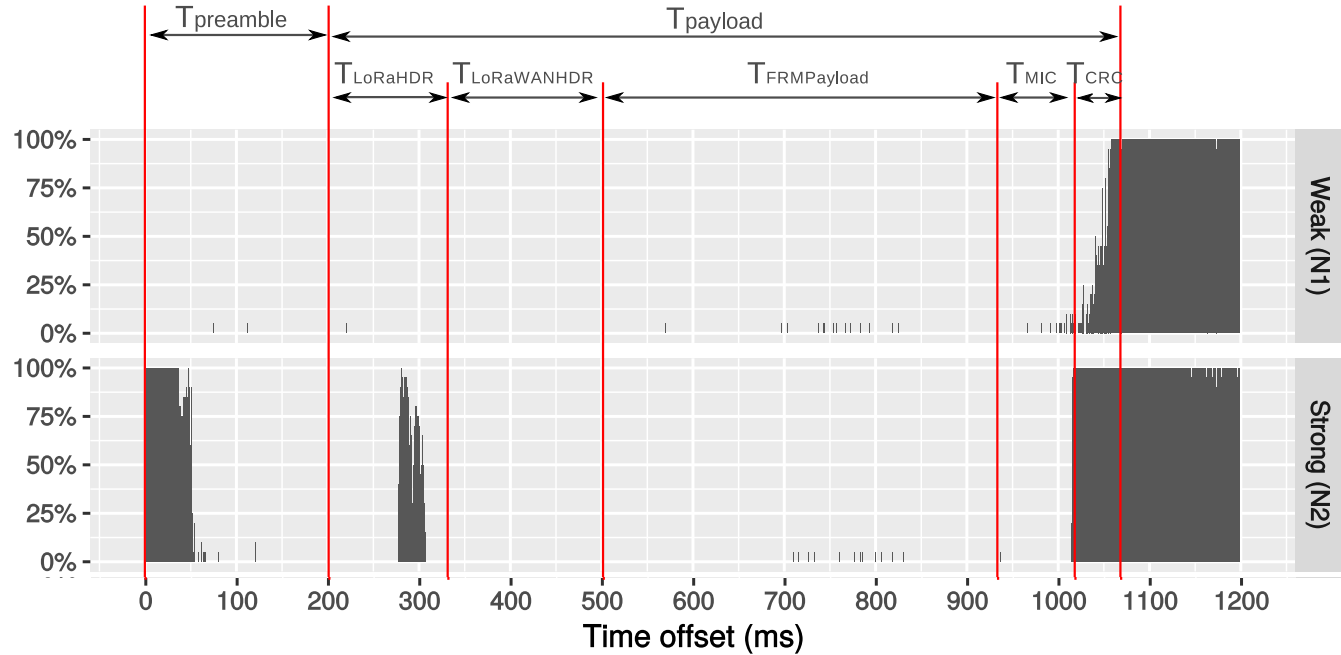 Tpreamble
Tpayload
TLoRaHDR TLoRaWANHDR TFRMPayload TMIC TCRC
100%
75%
50%
25%
0%
Weak (N1)
100%
75%
50%
25%
0%
Strong (N2)
0 100 200 300 400 500 600 700 800 900 1000 1100 1200
Time offset (ms)